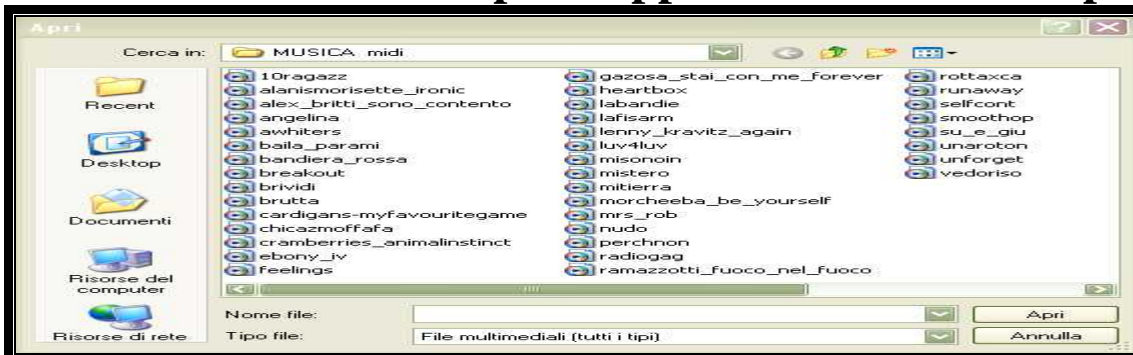 Apri
Cerca in:
MUSICA midi
Recent
Desktop
Documenti
Risorse del
computer
Risorse di rete
10ragazz
alanismorisette_ironic
alex_britti_sono_contento
angelina
awhiters
baila_parami
bandiera_rossa
breakout
brividi
brutta
cardigans-myfavouritegame
chicazmoffafa
cramberries_animalinstinct
ebony_iv
feelings
gazosa_stai_con_me_forever
heartbox
labandie
lafisarm
lenny_kravitz_again
luv4luv
misonoin
mistero
mitierra
morcheeba_be_yourself
mrs_rob
nudo
perchnon
radiogag
ramazzotti_fuoco_nel_fuoco
rottaxca
runaway
selfcont
smoothop
su_e_giu
unaroton
unforget
vedoriso
Nome file:
Apri
Tipo file:
File multimediali (tutti i tipi)
Annulla